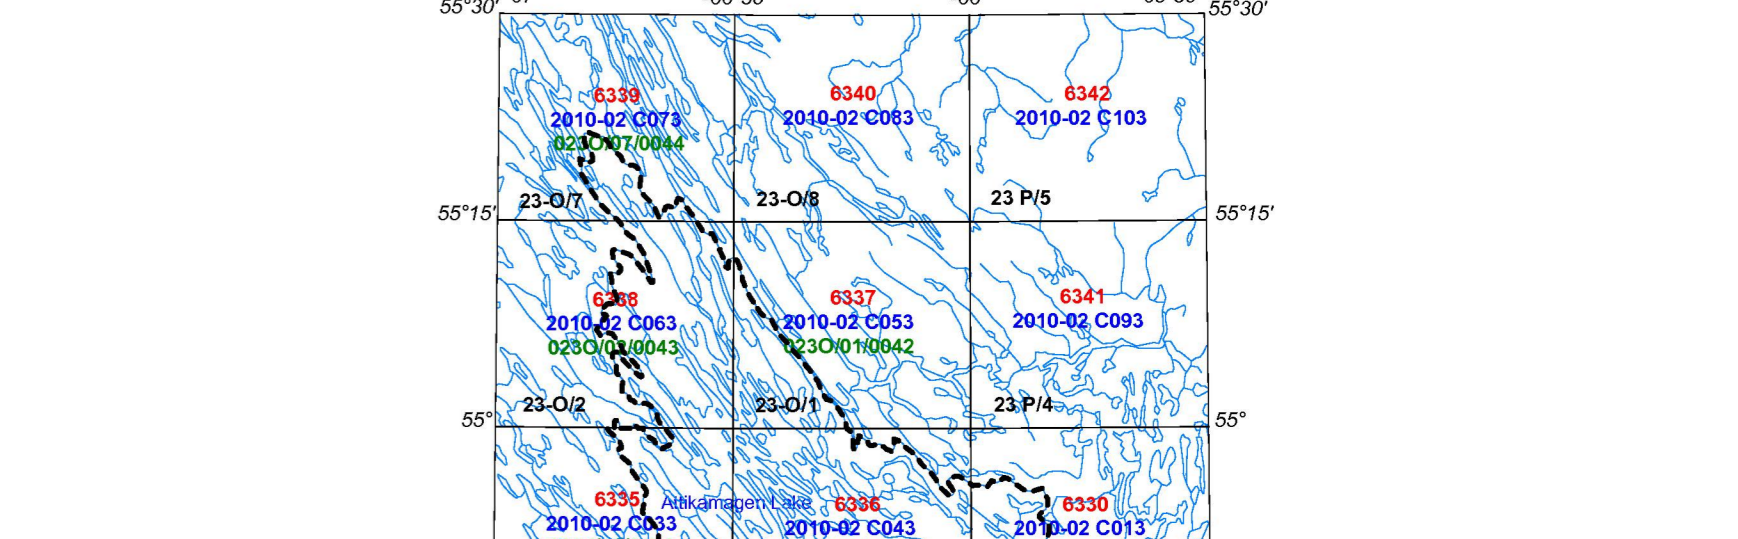 55°30'
55°30'
6339
6340
6342
2010-02 C073
2010-02 C083
2010-02 C103
023O/07/0044
23-O/7
23-O/8
23 P/5
55°15'
55°15'
6338
6337
6341
2010-02 C063
2010-02 C053
2010-02 C093
023O/02/0043
023O/01/0042
23-O/2
23-O/1
23 P/4
55°
55°
6335
Attikamagen Lake
6336
6330
2010-02 C033
2010-02 C043
2010-02 C013